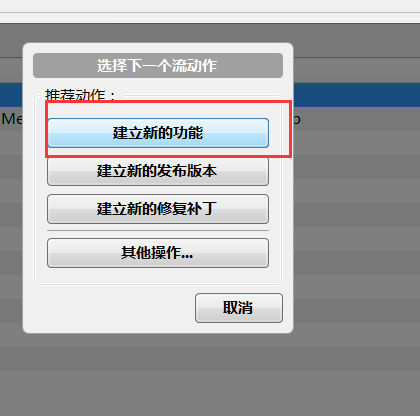 选择下一个流动作
推荐动作：
Me
建立新的功能
p
建立新的发布版本
建立新的修复补丁
其他操作...
取消